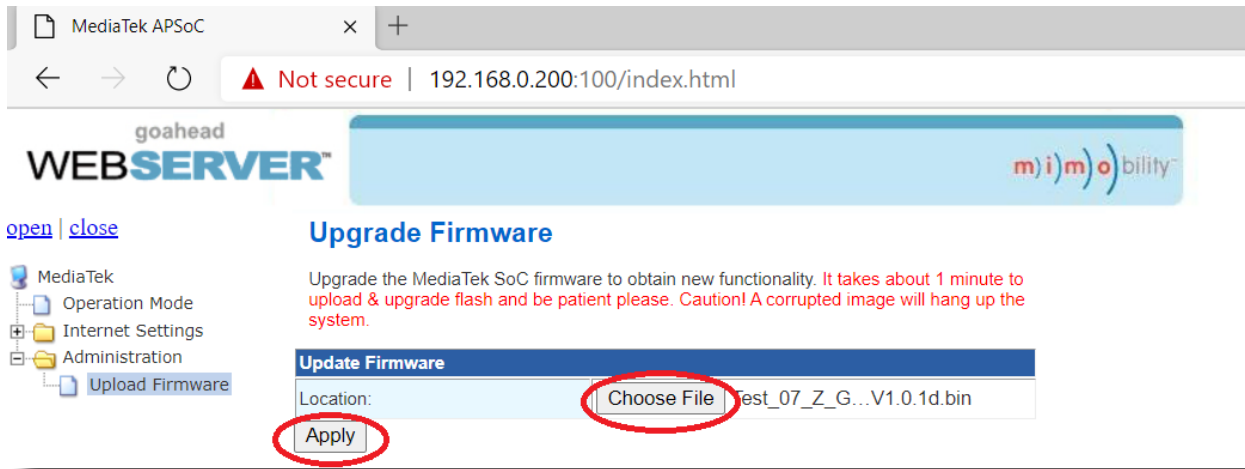 MediaTek APSoC
Not secure | 192.168.0.200:100/index.html
goahead
WEBSERVER™
m)i)m)o)bility™
open | close
Upgrade Firmware
MediaTek
Operation Mode
Internet Settings
Administration
Upload Firmware
Upgrade the MediaTek SoC firmware to obtain new functionality. It takes about 1 minute to
upload & upgrade flash and be patient please. Caution! A corrupted image will hang up the
system.
Update Firmware
Location: Choose File Test_07_Z_G...V1.0.1d.bin
Apply